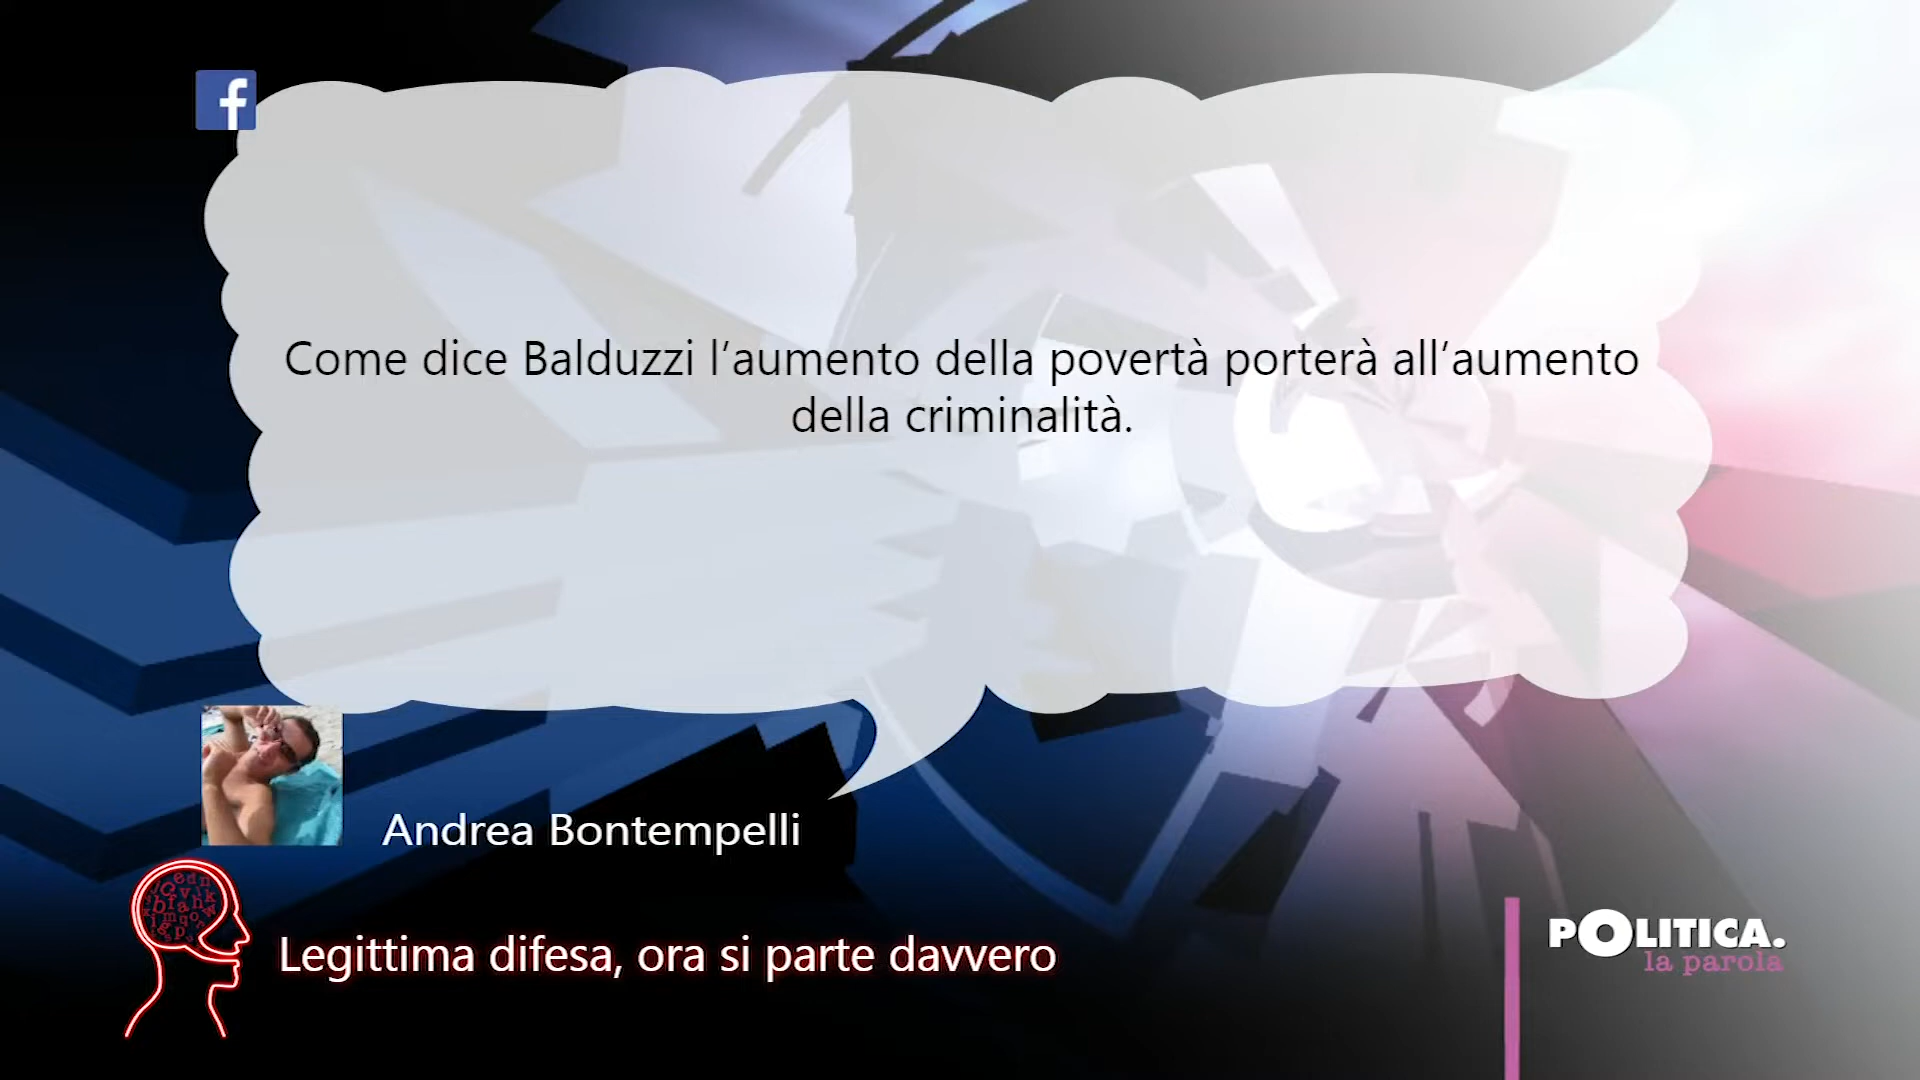 f
Come dice Balduzzi l’aumento della povertà porterà all’aumento
della criminalità.
Andrea Bontempelli
Legittima difesa, ora si parte davvero
POLITICA.
la parola